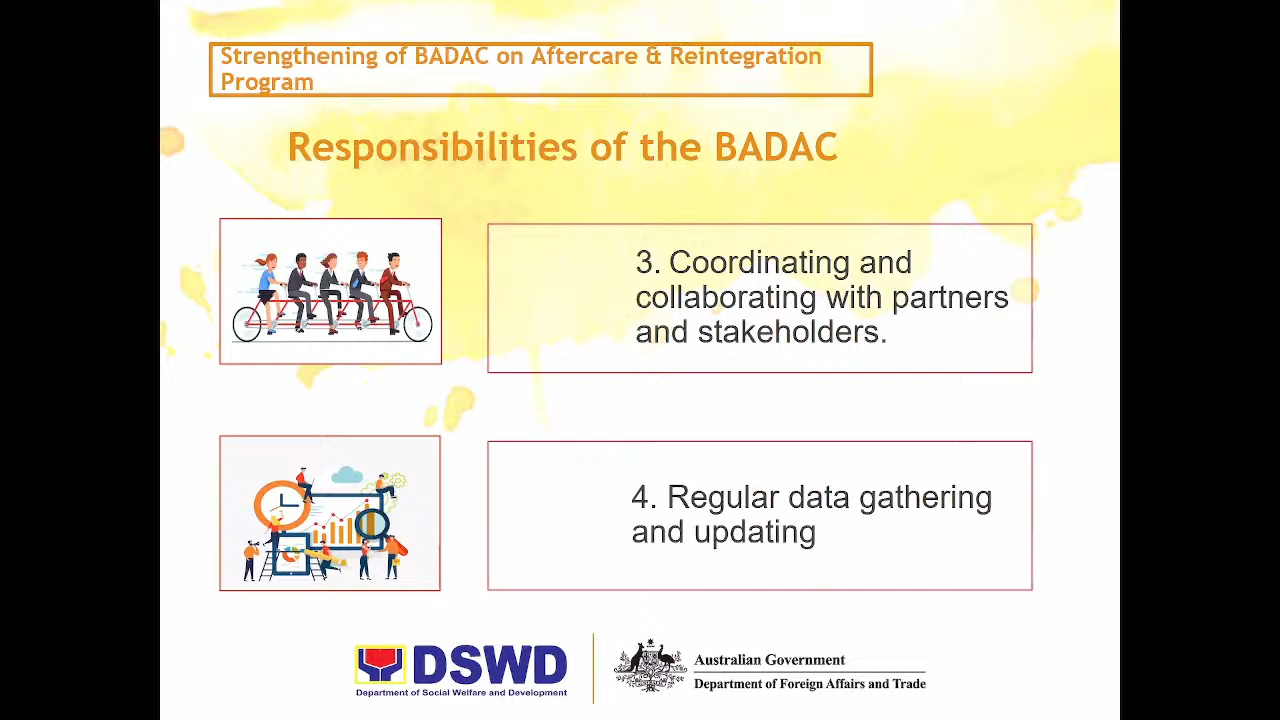 Strengthening of BADAC on Aftercare & Reintegration
Program
Responsibilities of the BADAC
3. Coordinating and
collaborating with partners
and stakeholders.
4. Regular data gathering
and updating
DSWD
Department of Social Welfare and Development
Australian Government
Department of Foreign Affairs and Trade